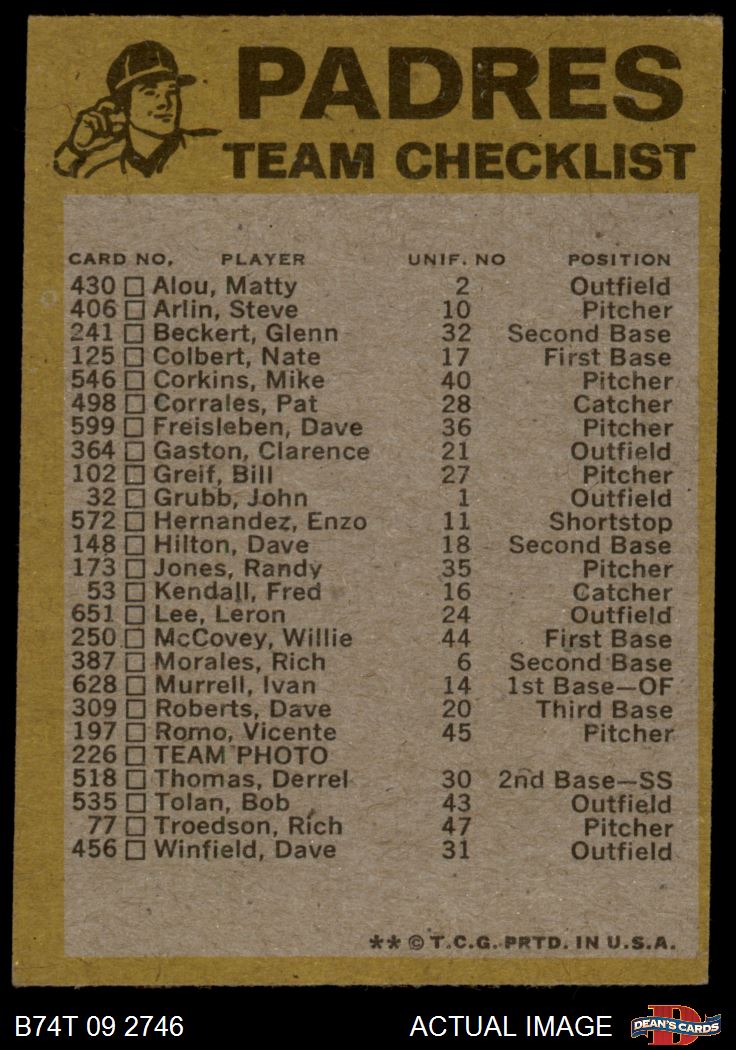 PADRES
TEAM CHECKLIST
CARD NO. PLAYER UNIF. NO POSITION
430 Alou, Matty 2 Outfield
406 Arlin, Steve 10 Pitcher
241 Beckert, Glenn 32 Second Base
125 Colbert, Nate 17 First Base
546 Corkins, Mike 40 Pitcher
498 Corrales, Pat 28 Catcher
599 Freisleben, Dave 36 Pitcher
364 Gaston, Clarence 21 Outfield
102 Greif, Bill 27 Pitcher
32 Grubb, John 1 Outfield
572 Hernandez, Enzo 11 Shortstop
148 Hilton, Dave 18 Second Base
173 Jones, Randy 35 Pitcher
53 Kendall, Fred 16 Catcher
651 Lee, Leron 24 Outfield
250 McCovey, Willie 44 First Base
387 Morales, Rich 6 Second Base
628 Murrell, Ivan 14 1st Base—OF
309 Roberts, Dave 20 Third Base
197 Romo, Vicente 45 Pitcher
226 TEAM PHOTO
518 Thomas, Derrel 30 2nd Base—SS
535 Tolan, Bob 43 Outfield
77 Troedson, Rich 47 Pitcher
456 Winfield, Dave 31 Outfield
** © T.C.G. PRTD. IN U.S.A.
B74T 09 2746 ACTUAL IMAGE D DEAN'S CARDS